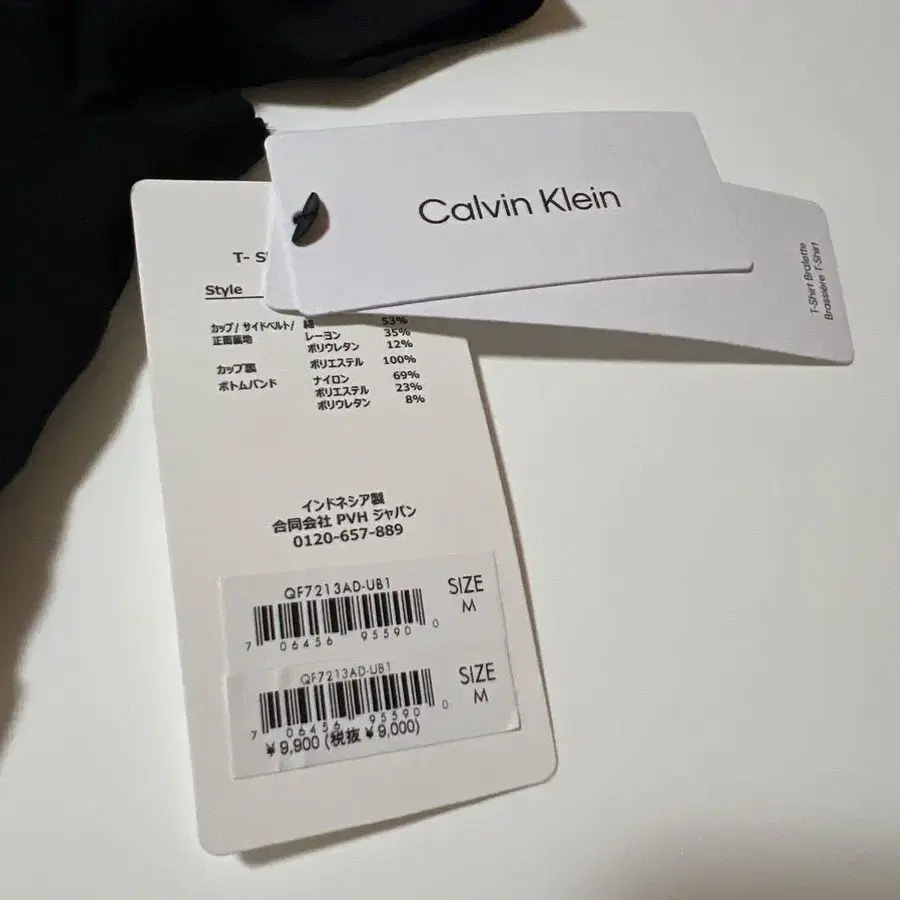 Calvin Klein
T-Shirt Bralette
Brassière T-Shirt
T- S
Style
カップ/ サイドベルト/ 綿 53%
正面裏地 レーヨン 35%
ポリウレタン 12%
カップ裏 ポリエステル 100%
ボトムバンド ナイロン 69%
ポリエステル 23%
ポリウレタン 8%
インドネシア製
合同会社 PVH ジャパン
0120-657-889
QF7213AD-UB1
SIZE
M
7 06456 95590 0
QF7213AD-UB1
SIZE
M
7 06456 95590 0
¥9,900 (税抜 ¥9,000)